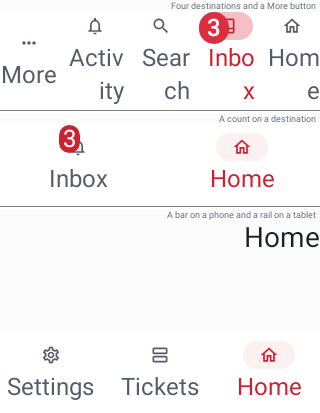 Four destinations and a More button
More
Activ
ity
Sear
ch
3
Inbo
x
Hom
e
A count on a destination
3
Inbox
Home
A bar on a phone and a rail on a tablet
Home
Settings
Tickets
Home